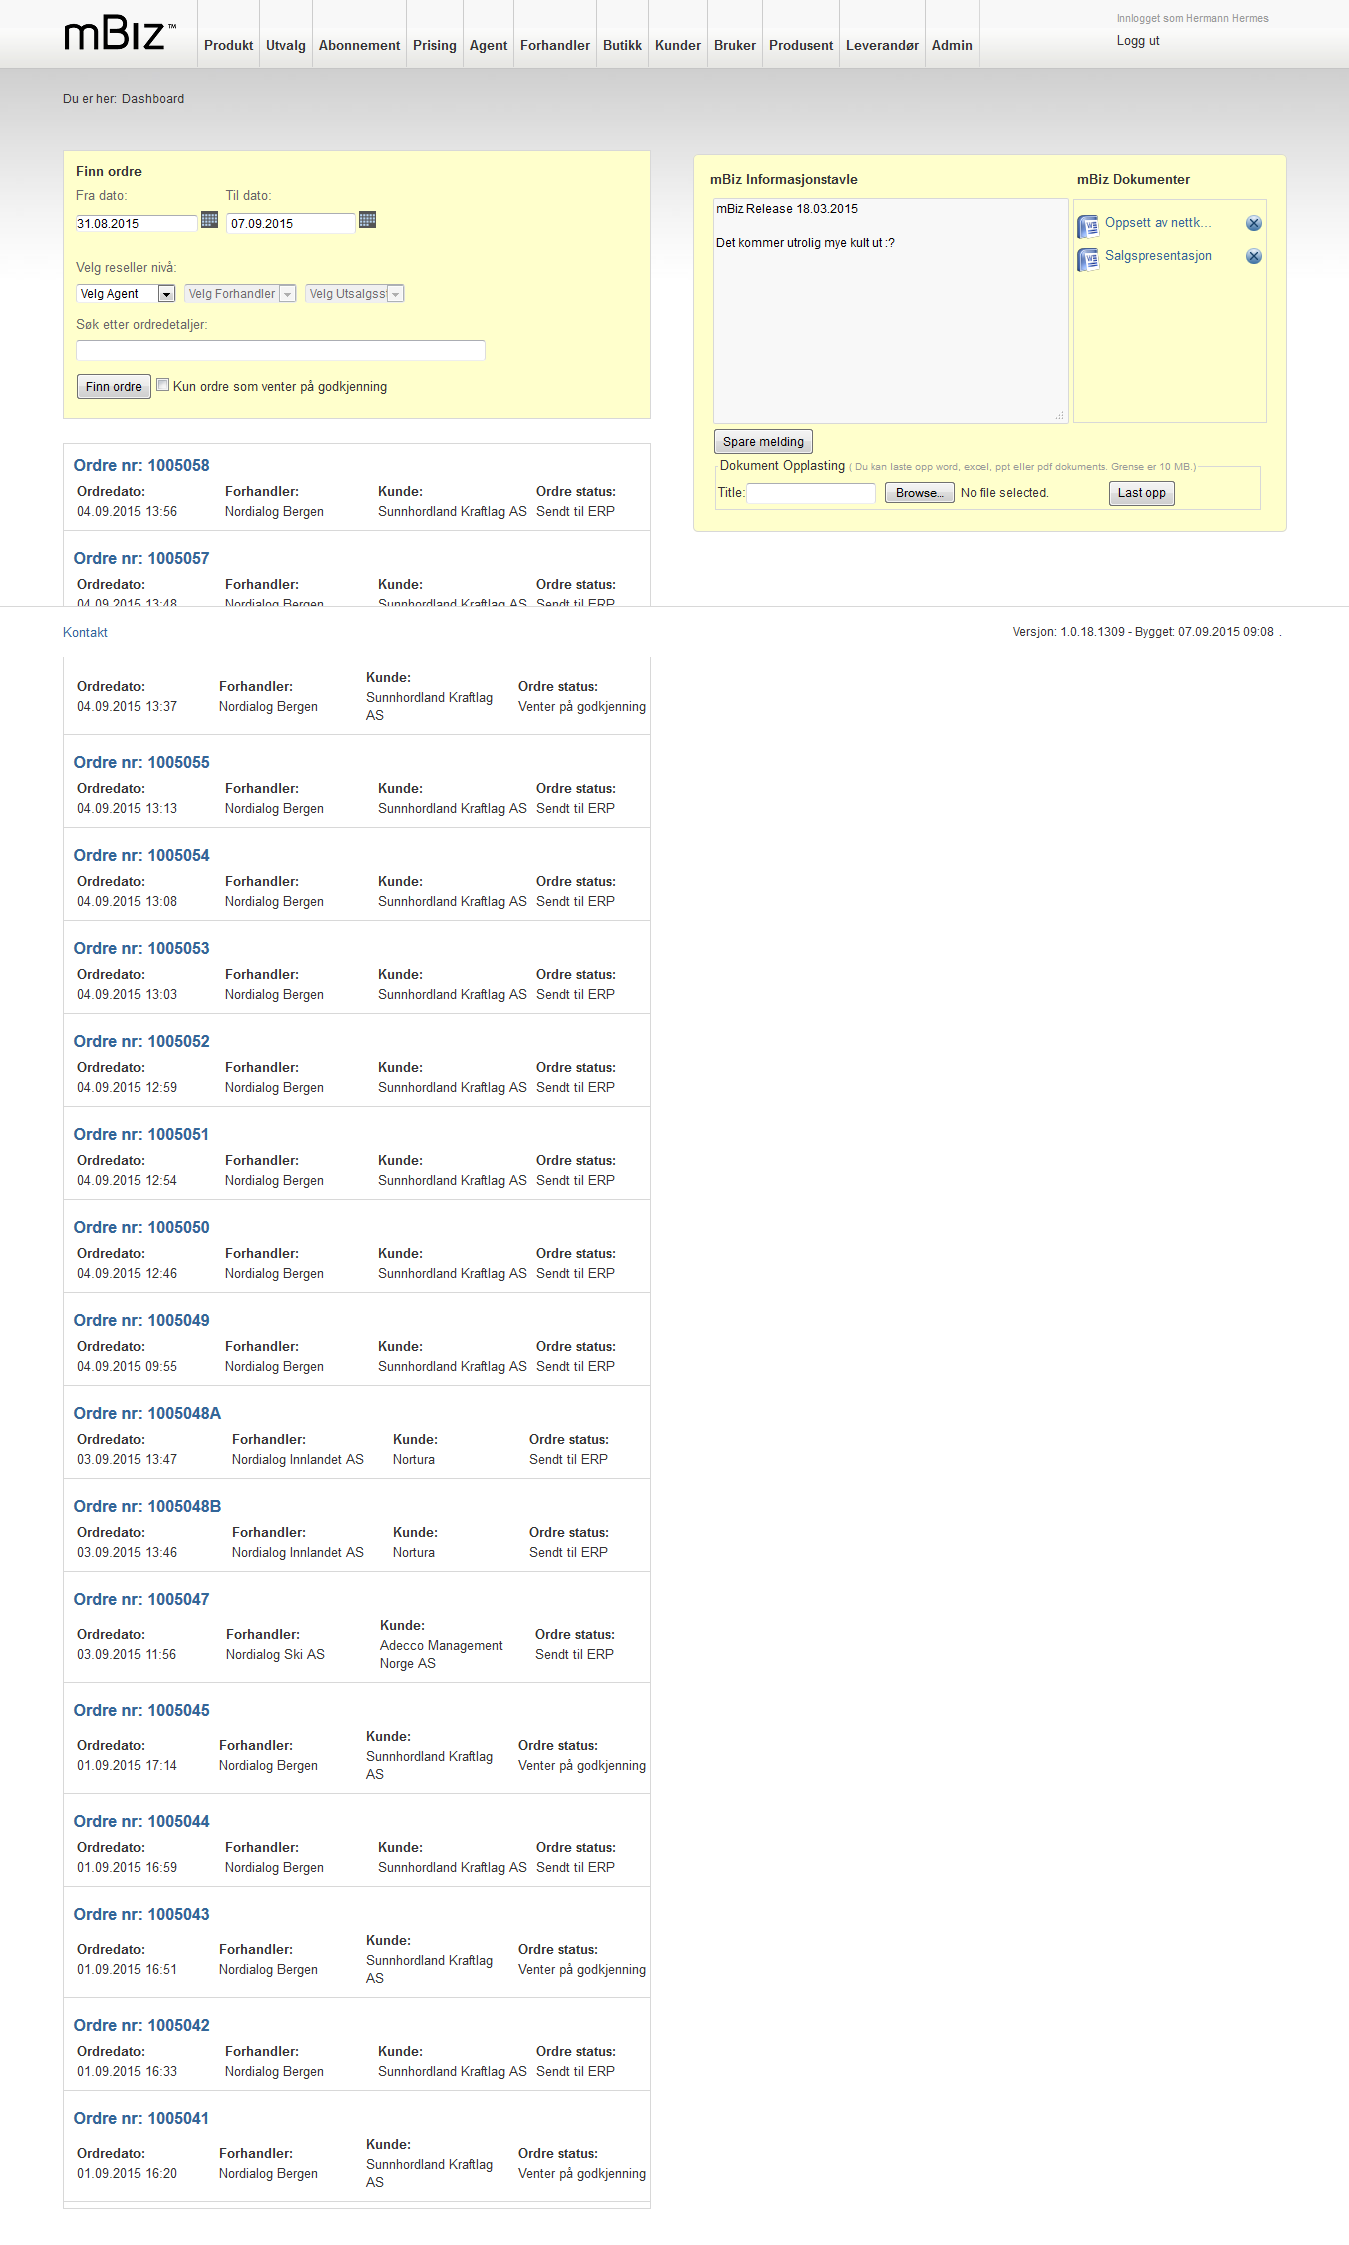 mBiz™
Produkt Utvalg Abonnement Prising Agent Forhandler Butikk Kunder Bruker Produsent Leverandør Admin
Innlogget som Hermann Hermes
Logg ut
Du er her: Dashboard
Finn ordre
Fra dato: Til dato:
31.08.2015 07.09.2015
Velg reseller nivå:
Velg Agent Velg Forhandler Velg Utsalgss
Søk etter ordredetaljer:
Finn ordre Kun ordre som venter på godkjenning
mBiz Informasjonstavle mBiz Dokumenter
mBiz Release 18.03.2015
Det kommer utrolig mye kult ut :?
Oppsett av nettk...
Salgspresentasjon
Spare melding
Dokument Opplasting ( Du kan laste opp word, excel, ppt eller pdf dokuments. Grense er 10 MB.)
Title: Browse... No file selected. Last opp
Ordre nr: 1005058
Ordredato: Forhandler: Kunde: Ordre status:
04.09.2015 13:56 Nordialog Bergen Sunnhordland Kraftlag AS Sendt til ERP
Ordre nr: 1005057
Ordredato: Forhandler: Kunde: Ordre status:
04.09.2015 13:48 Nordialog Bergen Sunnhordland Kraftlag AS Sendt til ERP
Kontakt Versjon: 1.0.18.1309 - Bygget: 07.09.2015 09:08 .
Ordredato: Forhandler: Kunde: Ordre status:
04.09.2015 13:37 Nordialog Bergen Sunnhordland Kraftlag Venter på godkjenning
AS
Ordre nr: 1005055
Ordredato: Forhandler: Kunde: Ordre status:
04.09.2015 13:13 Nordialog Bergen Sunnhordland Kraftlag AS Sendt til ERP
Ordre nr: 1005054
Ordredato: Forhandler: Kunde: Ordre status:
04.09.2015 13:08 Nordialog Bergen Sunnhordland Kraftlag AS Sendt til ERP
Ordre nr: 1005053
Ordredato: Forhandler: Kunde: Ordre status:
04.09.2015 13:03 Nordialog Bergen Sunnhordland Kraftlag AS Sendt til ERP
Ordre nr: 1005052
Ordredato: Forhandler: Kunde: Ordre status:
04.09.2015 12:59 Nordialog Bergen Sunnhordland Kraftlag AS Sendt til ERP
Ordre nr: 1005051
Ordredato: Forhandler: Kunde: Ordre status:
04.09.2015 12:54 Nordialog Bergen Sunnhordland Kraftlag AS Sendt til ERP
Ordre nr: 1005050
Ordredato: Forhandler: Kunde: Ordre status:
04.09.2015 12:46 Nordialog Bergen Sunnhordland Kraftlag AS Sendt til ERP
Ordre nr: 1005049
Ordredato: Forhandler: Kunde: Ordre status:
04.09.2015 09:55 Nordialog Bergen Sunnhordland Kraftlag AS Sendt til ERP
Ordre nr: 1005048A
Ordredato: Forhandler: Kunde: Ordre status:
03.09.2015 13:47 Nordialog Innlandet AS Nortura Sendt til ERP
Ordre nr: 1005048B
Ordredato: Forhandler: Kunde: Ordre status:
03.09.2015 13:46 Nordialog Innlandet AS Nortura Sendt til ERP
Ordre nr: 1005047
Ordredato: Forhandler: Kunde: Ordre status:
03.09.2015 11:56 Nordialog Ski AS Adecco Management Sendt til ERP
Norge AS
Ordre nr: 1005045
Ordredato: Forhandler: Kunde: Ordre status:
01.09.2015 17:14 Nordialog Bergen Sunnhordland Kraftlag Venter på godkjenning
AS
Ordre nr: 1005044
Ordredato: Forhandler: Kunde: Ordre status:
01.09.2015 16:59 Nordialog Bergen Sunnhordland Kraftlag AS Sendt til ERP
Ordre nr: 1005043
Ordredato: Forhandler: Kunde: Ordre status:
01.09.2015 16:51 Nordialog Bergen Sunnhordland Kraftlag Venter på godkjenning
AS
Ordre nr: 1005042
Ordredato: Forhandler: Kunde: Ordre status:
01.09.2015 16:33 Nordialog Bergen Sunnhordland Kraftlag AS Sendt til ERP
Ordre nr: 1005041
Ordredato: Forhandler: Kunde: Ordre status:
01.09.2015 16:20 Nordialog Bergen Sunnhordland Kraftlag Venter på godkjenning
AS